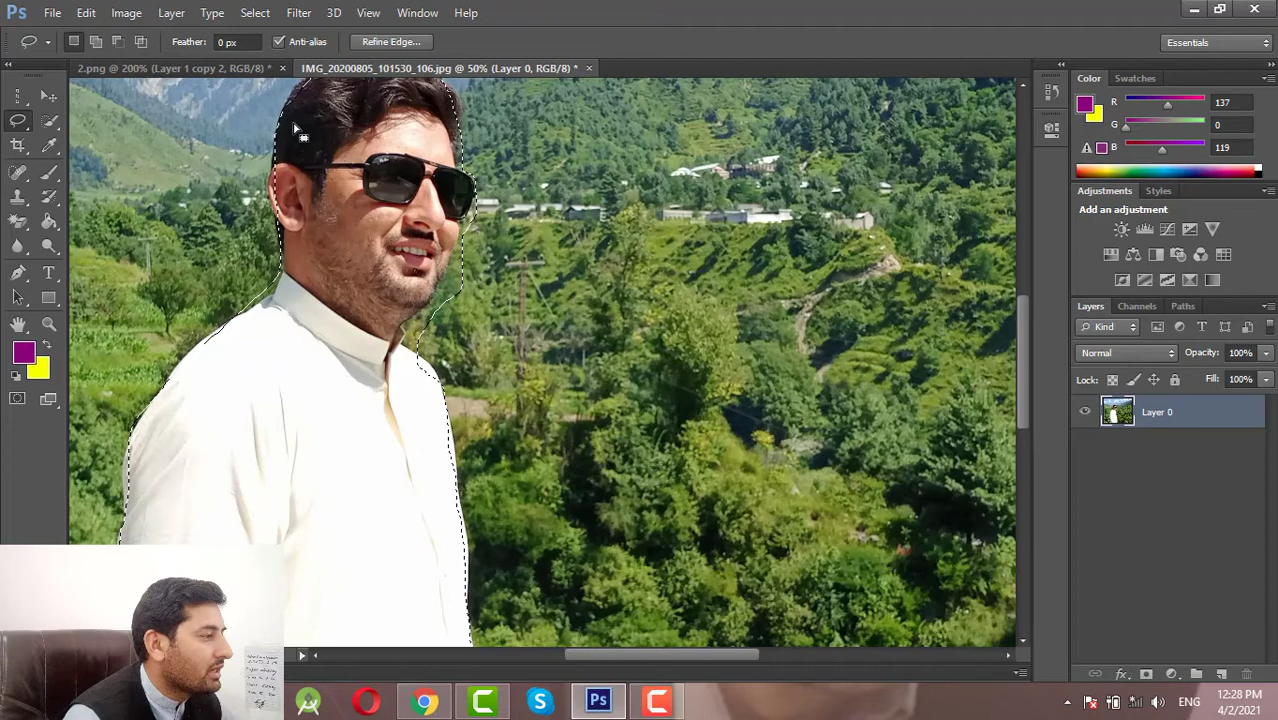 Ps File Edit Image Layer Type Select Filter 3D View Window Help
Feather: 0 px Anti-alias Refine Edge... Essentials
2.png @ 200% (Layer 1 copy 2, RGB/8) * × IMG_20200805_101530_106.jpg @ 50% (Layer 0, RGB/8) * ×
Color Swatches
R 137
G 0
B 119
Adjustments Styles
Add an adjustment
Layers Channels Paths
Kind
Normal Opacity: 100%
Lock: Fill: 100%
Layer 0
Ps ENG 12:28 PM
4/2/2021